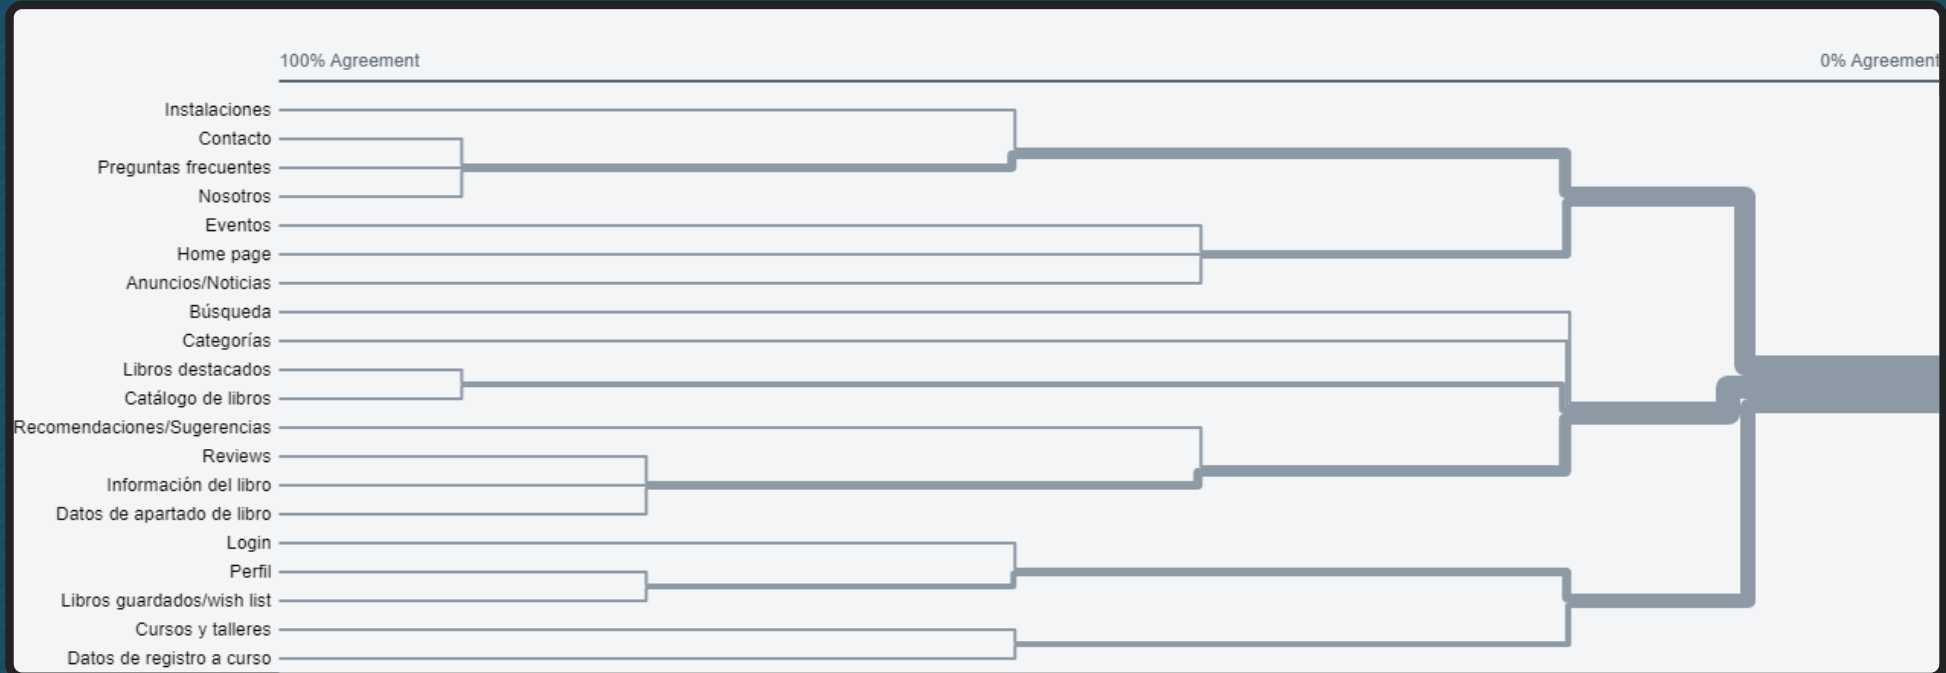 100% Agreement 0% Agreement
Instalaciones
Contacto
Preguntas frecuentes
Nosotros
Eventos
Home page
Anuncios/Noticias
Búsqueda
Categorías
Libros destacados
Catálogo de libros
Recomendaciones/Sugerencias
Reviews
Información del libro
Datos de apartado de libro
Login
Perfil
Libros guardados/wish list
Cursos y talleres
Datos de registro a curso